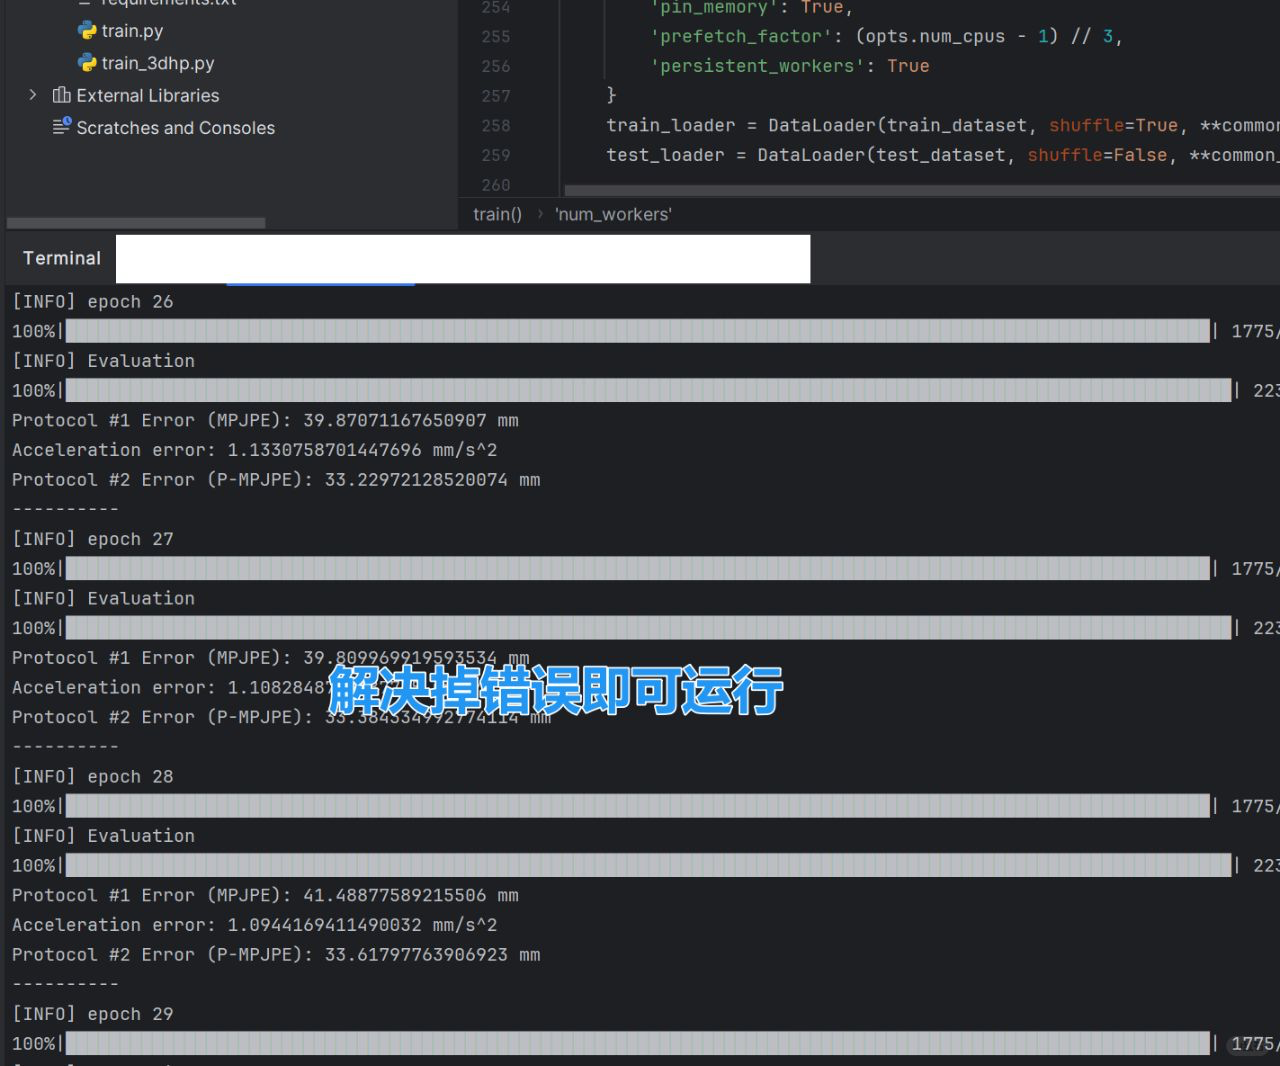 requirements.txt
train.py
train_3dhp.py
External Libraries
Scratches and Consoles
254 'pin_memory': True,
255 'prefetch_factor': (opts.num_cpus - 1) // 3,
256 'persistent_workers': True
257 }
258 train_loader = DataLoader(train_dataset, shuffle=True, **common
259 test_loader = DataLoader(test_dataset, shuffle=False, **common_
260
train() › 'num_workers'
Terminal
[INFO] epoch 26
100%| | 1775/
[INFO] Evaluation
100%| | 223
Protocol #1 Error (MPJPE): 39.87071167650907 mm
Acceleration error: 1.1330758701447696 mm/s^2
Protocol #2 Error (P-MPJPE): 33.22972128520074 mm
----------
[INFO] epoch 27
100%| | 1775/
[INFO] Evaluation
100%| | 223
Protocol #1 Error (MPJPE): 39.809969919593534 mm
Acceleration error:
解决掉错误即可运行
Protocol #2 Error (P-MPJPE): 33.384334992774114 mm
----------
[INFO] epoch 28
100%| | 1775/
[INFO] Evaluation
100%| | 223
Protocol #1 Error (MPJPE): 41.48877589215506 mm
Acceleration error: 1.0944169411490032 mm/s^2
Protocol #2 Error (P-MPJPE): 33.61797763906923 mm
----------
[INFO] epoch 29
100%| | 1775/